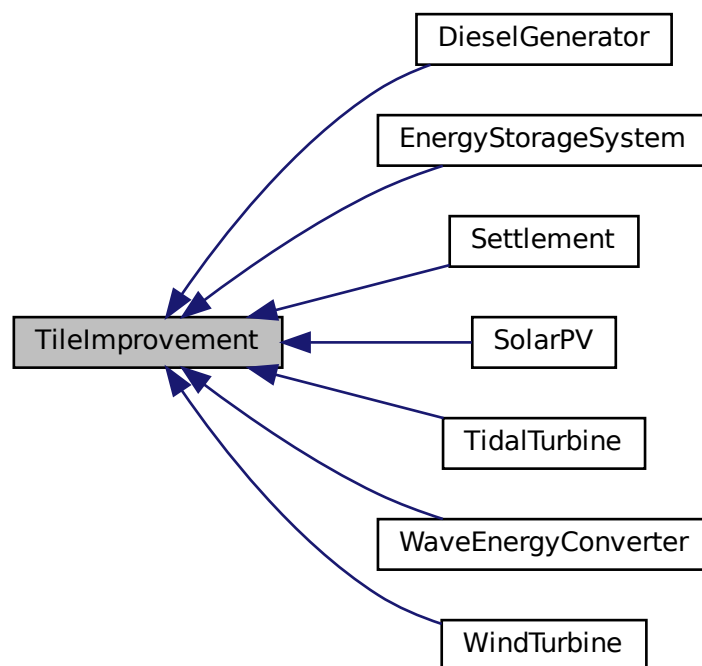 DieselGenerator
EnergyStorageSystem
Settlement
TileImprovement
SolarPV
TidalTurbine
WaveEnergyConverter
WindTurbine